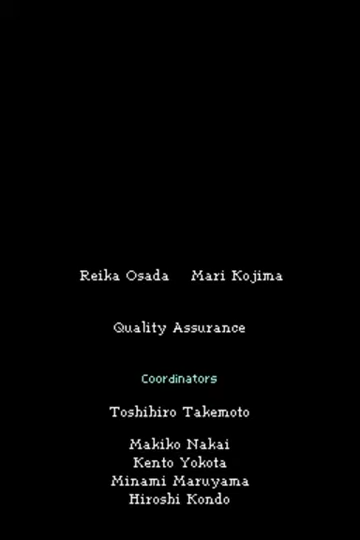 Reika Osada Mari Kojima
Quality Assurance
Coordinators
Toshihiro Takemoto
Makiko Nakai
Kento Yokota
Minami Maruyama
Hiroshi Kondo